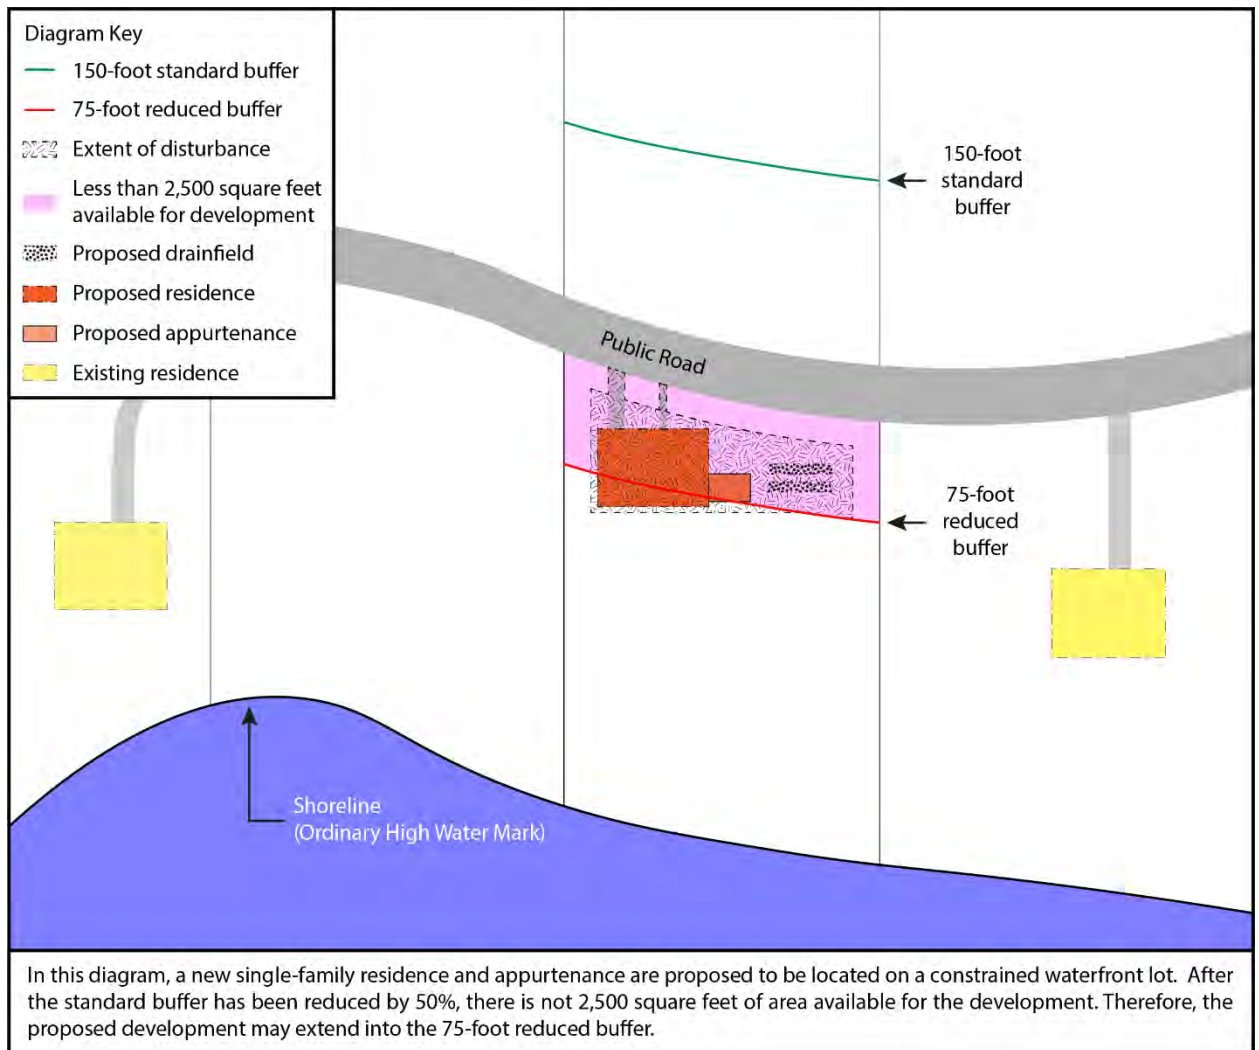 Diagram Key
150-foot standard buffer
75-foot reduced buffer
Extent of disturbance
Less than 2,500 square feet
available for development
Proposed drainfield
Proposed residence
Proposed appurtenance
Existing residence
150-foot
standard
buffer
Public Road
75-foot
reduced
buffer
Shoreline
(Ordinary High Water Mark)
In this diagram, a new single-family residence and appurtenance are proposed to be located on a constrained waterfront lot. After
the standard buffer has been reduced by 50%, there is not 2,500 square feet of area available for the development. Therefore, the
proposed development may extend into the 75-foot reduced buffer.